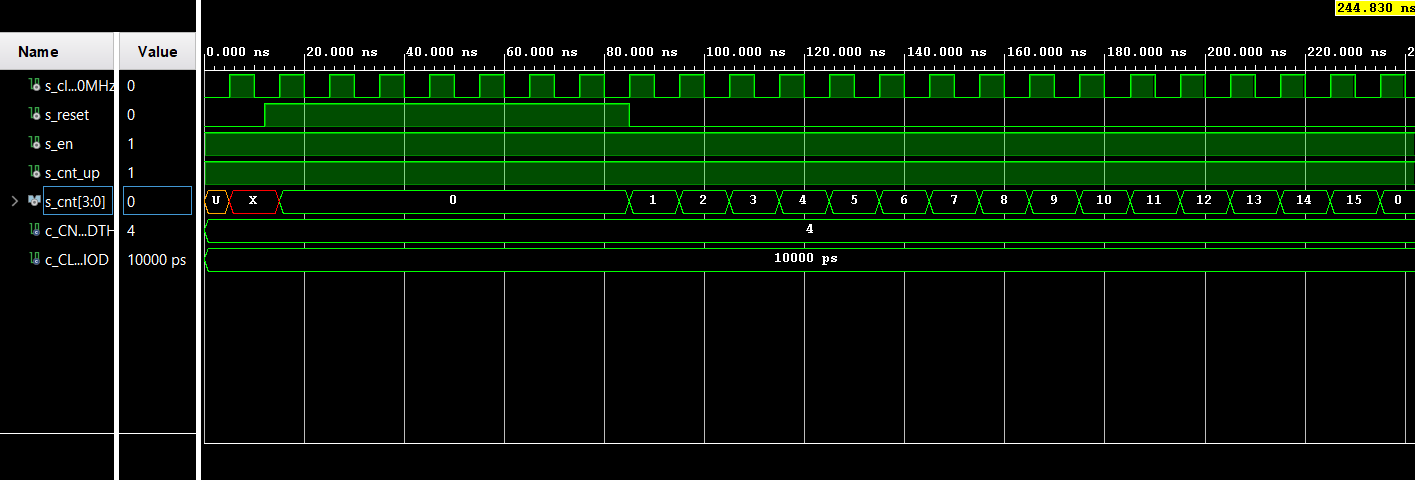 244.830 ns
Name Value
0.000 ns 20.000 ns 40.000 ns 60.000 ns 80.000 ns 100.000 ns 120.000 ns 140.000 ns 160.000 ns 180.000 ns 200.000 ns 220.000 ns 2
s_cl...0MHz 0
s_reset 0
s_en 1
s_cnt_up 1
s_cnt[3:0] 0 U X 0 1 2 3 4 5 6 7 8 9 10 11 12 13 14 15 0
c_CN...DTH 4 4
c_CL...IOD 10000 ps 10000 ps